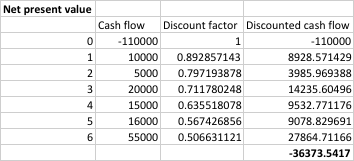 Net present value
Cash flow Discount factor Discounted cash flow
0 -110000 1 -110000
1 10000 0.892857143 8928.571429
2 5000 0.797193878 3985.969388
3 20000 0.711780248 14235.60496
4 15000 0.635518078 9532.771176
5 16000 0.567426856 9078.829691
6 55000 0.506631121 27864.71166
-36373.5417